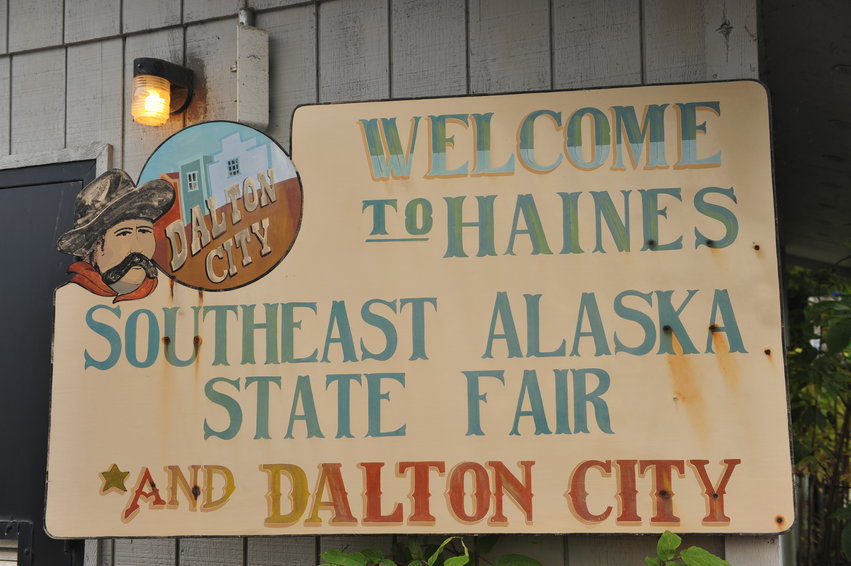 WELCOME
TO HAINES
DALTON
CITY
SOUTHEAST ALASKA
STATE FAIR
AND DALTON CITY